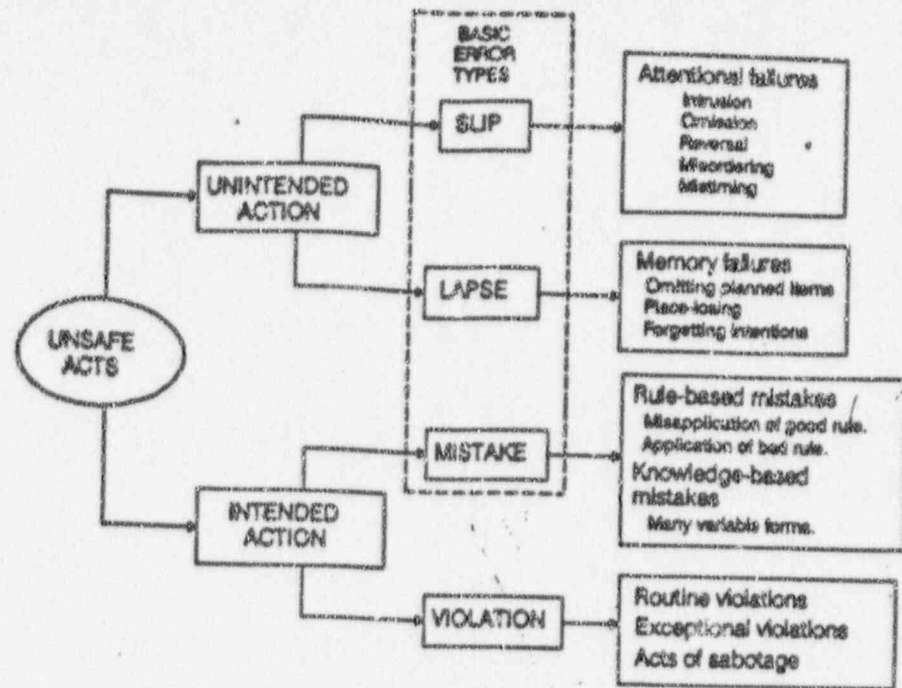 BASIC
ERROR
TYPES
SLIP
Attentional failures
Intrusion
Omission
Reversal
Misordering
Mistiming
UNINTENDED
ACTION
LAPSE
Memory failures
Omitting planned items
Place-losing
Forgetting intentions
UNSAFE
ACTS
MISTAKE
Rule-based mistakes
Misapplication of good rule.
Application of bad rule.
Knowledge-based
mistakes
Many variable forms.
INTENDED
ACTION
VIOLATION
Routine violations
Exceptional violations
Acts of sabotage